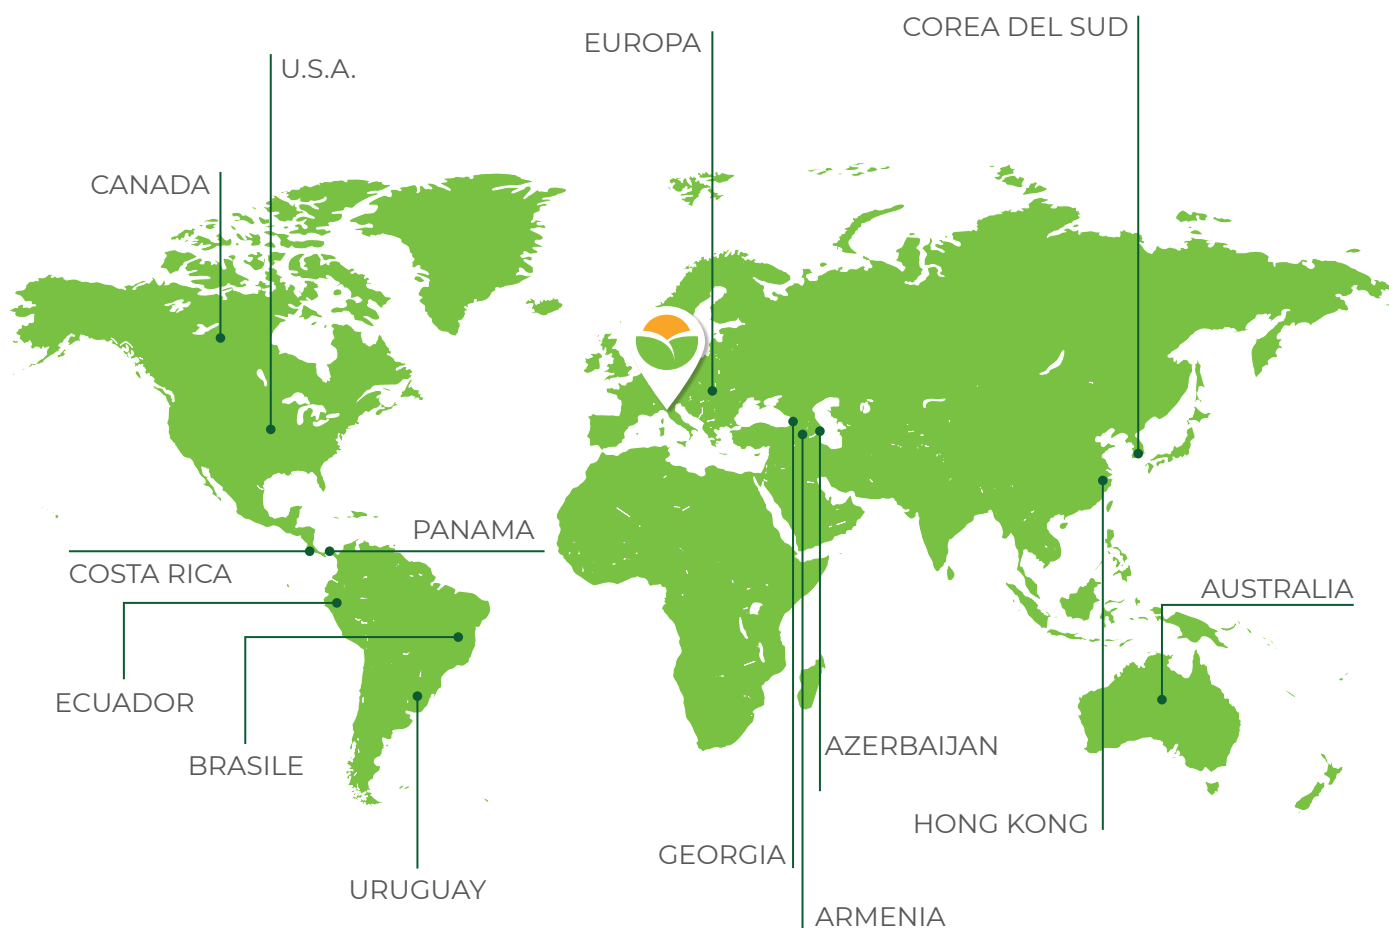 COREA DEL SUD
EUROPA
U.S.A.
CANADA
PANAMA
COSTA RICA
AUSTRALIA
ECUADOR
AZERBAIJAN
BRASILE
HONG KONG
GEORGIA
URUGUAY
ARMENIA